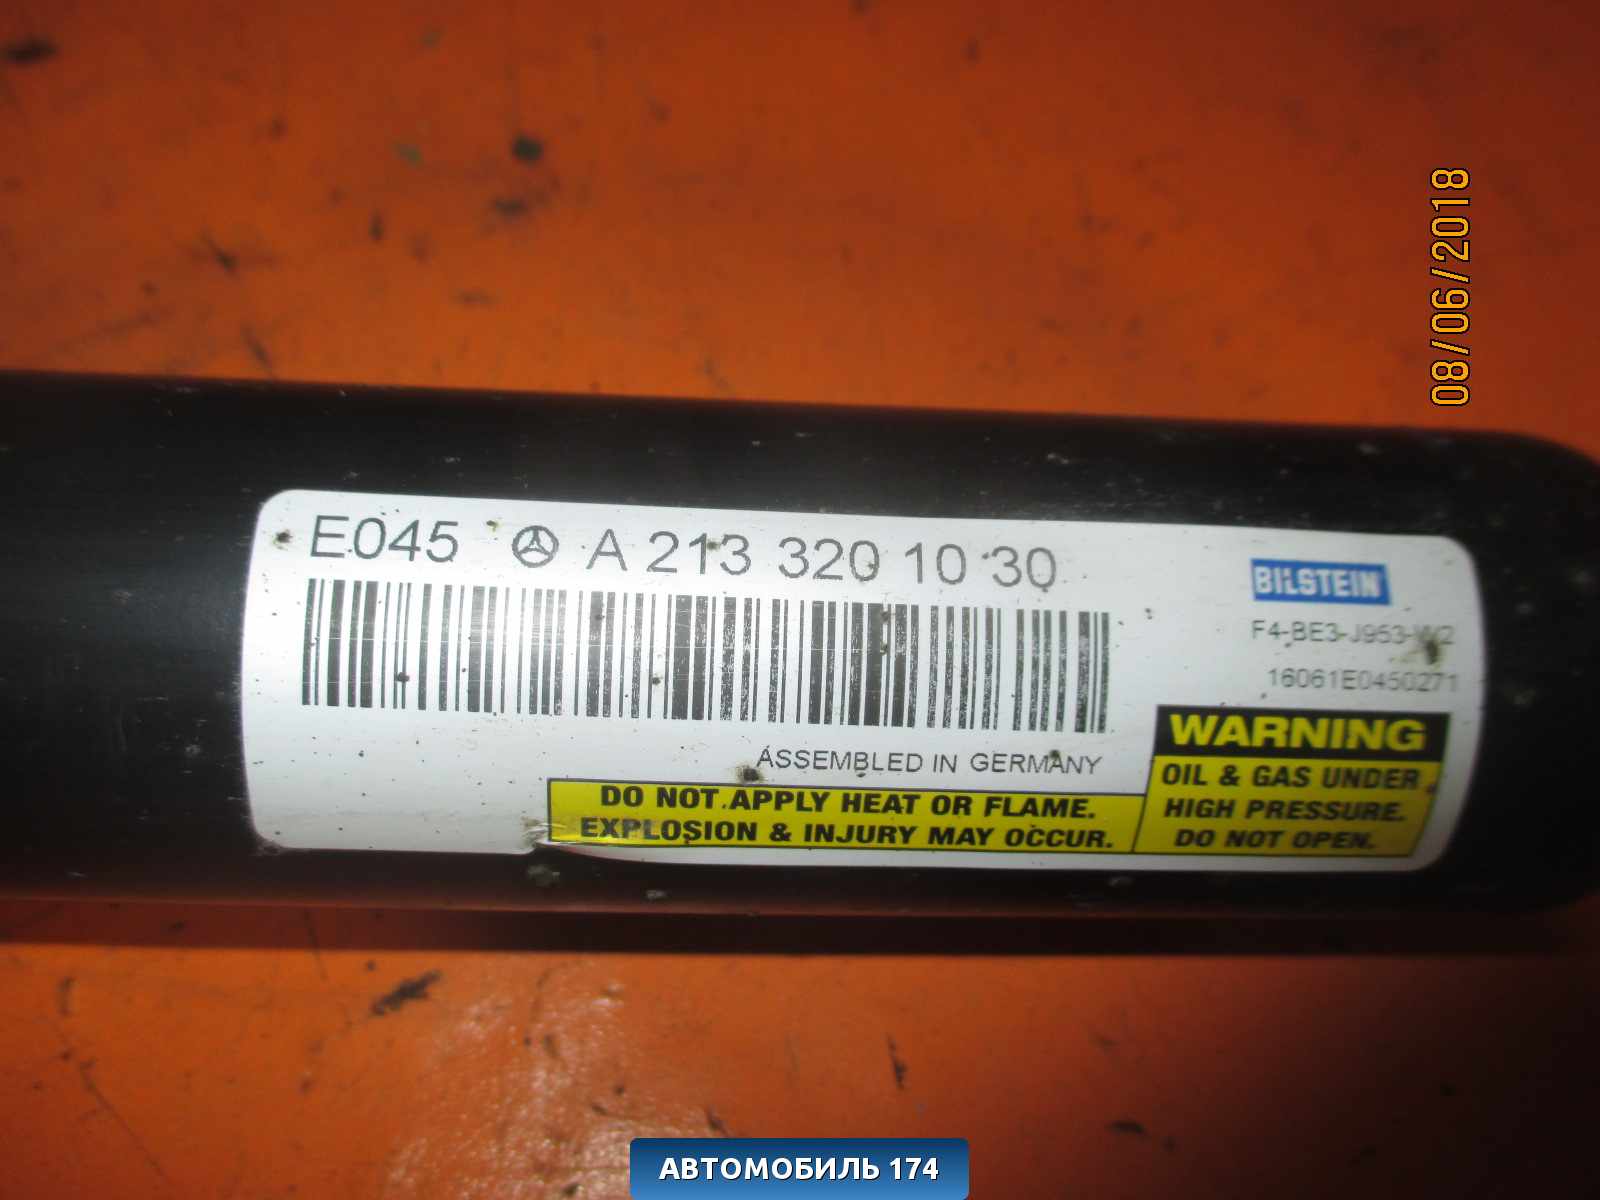 08/06/2018
E045 A 213 320 10 30
BILSTEIN
F4-BE3-J953-W2
16061E0450271
ASSEMBLED IN GERMANY
DO NOT APPLY HEAT OR FLAME.
EXPLOSION & INJURY MAY OCCUR.
WARNING
OIL & GAS UNDER
HIGH PRESSURE.
DO NOT OPEN.
АВТОМОБИЛЬ 174